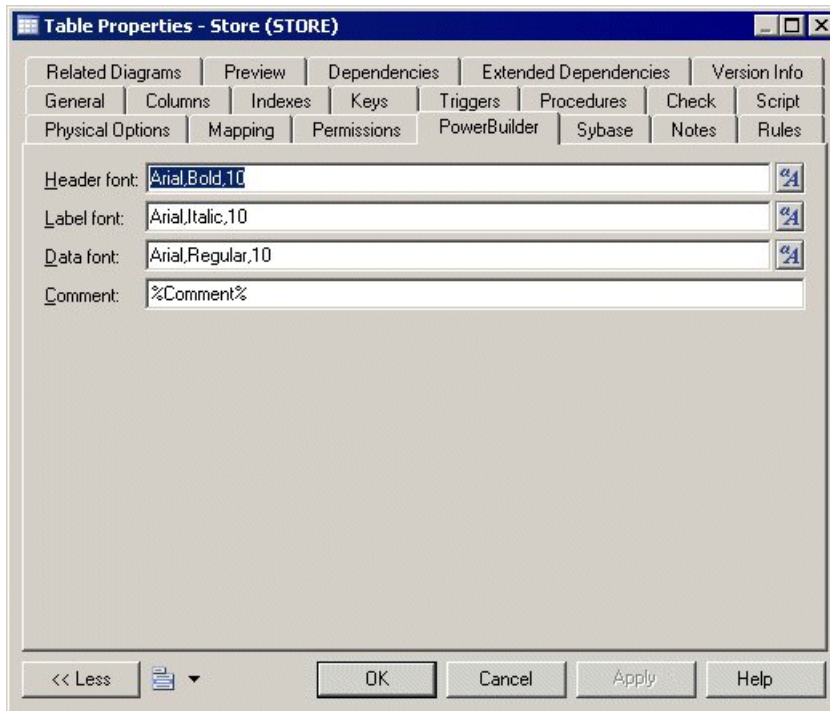 Table Properties - Store (STORE)
Related Diagrams Preview Dependencies Extended Dependencies Version Info
General Columns Indexes Keys Triggers Procedures Check Script
Physical Options Mapping Permissions PowerBuilder Sybase Notes Rules
Header font: Arial,Bold,10
Label font: Arial,Italic,10
Data font: Arial,Regular,10
Comment: %Comment%
<< Less OK Cancel Apply Help